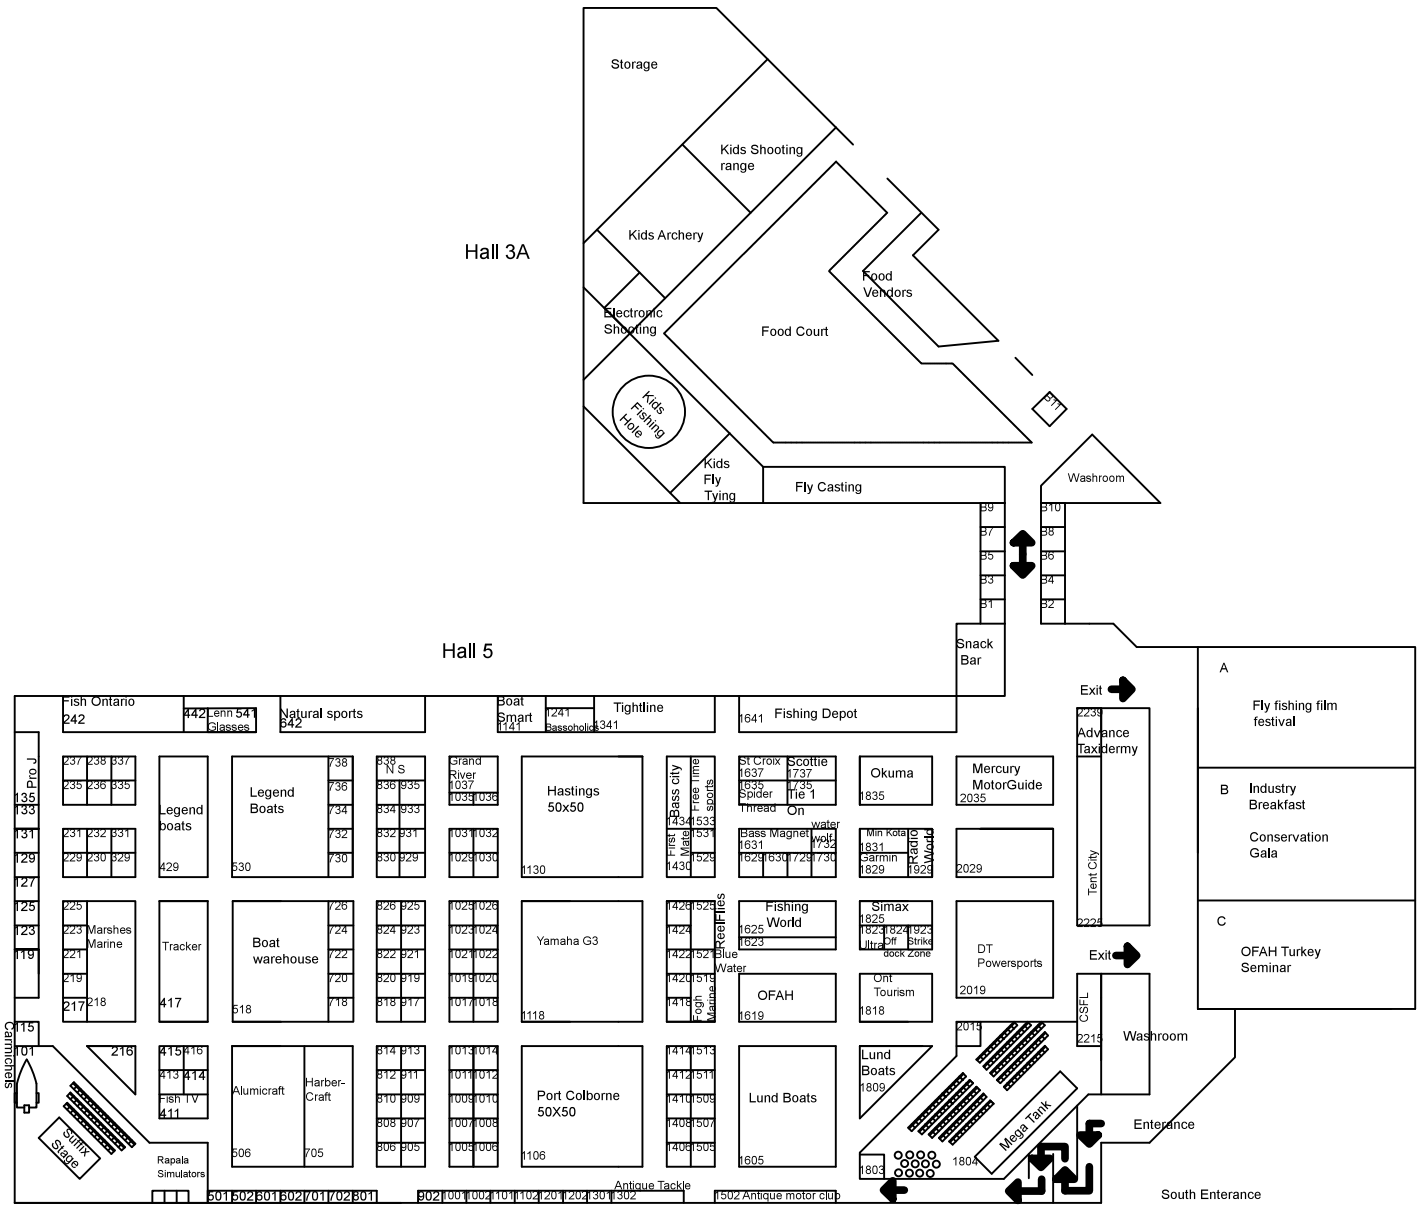 Storage
Kids Shooting
range
Kids Archery
Hall 3A
Food
Vendors
Electronic
Shooting
Food Court
Kids
Fishing
Hole
B11
Kids
Fly
Tying
Fly Casting
Washroom
B9
B10
B7
B8
B5
B6
B3
B4
B1
B2
Hall 5
Snack
Bar
A
Fly fishing film
festival
B
Industry
Breakfast
Conservation
Gala
C
OFAH Turkey
Seminar
Exit
Fish Ontario
242
442
Lenn
Glasses
541
Natural sports
642
Boat
Smart
1141
1241
Bassoholics
1341
Tightline
1641
Fishing Depot
2239
Advance
Taxidermy
Tent City
2225
Exit
Pro J
135
133
131
129
127
125
123
119
115
101
Carmichels
237 238 337
235 236 335
231 232 331
229 230 329
Legend
boats
429
Legend
Boats
530
738
736
734
732
730
838
N S
836 935
834 933
832 931
830 929
Grand
River
1037
1035 1036
1031 1032
1029 1030
Hastings
50x50
1130
Bass city
1434
First
Mate
1430
Free Time
sports
1533
1531
1529
St Croix
1637
Scottie
1737
1635
Spider
Thread
1735
Tie 1
On
water
wolf
1732
Bass Magnet
1631
1629 1630 1729 1730
Okuma
1835
Min Kota
1831
Garmin
1829
Radio
World
1929
Mercury
MotorGuide
2035
2029
225
223
221
219
217
Marshes
Marine
218
Tracker
417
Boat
warehouse
518
726
724
722
720
718
826 925
824 923
822 921
820 919
818 917
1025 1026
1023 1024
1021 1022
1019 1020
1017 1018
Yamaha G3
1118
1426 1525
1424
1422 1521
1420 1519
1418
Fogh
Marine
ReelFlies
Blue
Water
Fishing
World
1625
1623
OFAH
1619
Simax
1825
1823 1824 1923
Ultra
Off
dock
Strike
Zone
Ont
Tourism
1818
DT
Powersports
2019
CSFL
2215
Washroom
216
415 416
413 414
Fish TV
411
Suffix
Stage
Rapala
Simulators
Alumicraft
506
Harber-
Craft
705
814 913
812 911
810 909
808 907
806 905
1013 1014
1011 1012
1009 1010
1007 1008
1005 1006
Port Colborne
50X50
1106
1414 1513
1412 1511
1410 1509
1408 1507
1406 1505
Lund Boats
1605
Lund
Boats
1809
2015
Mega Tank
1804
1803
Enterance
South Enterance
Antique Tackle
501 502 601 602 701 702 801
902 1001 1002 1101 1102 1201 1202 1301 1302
1502 Antique motor club